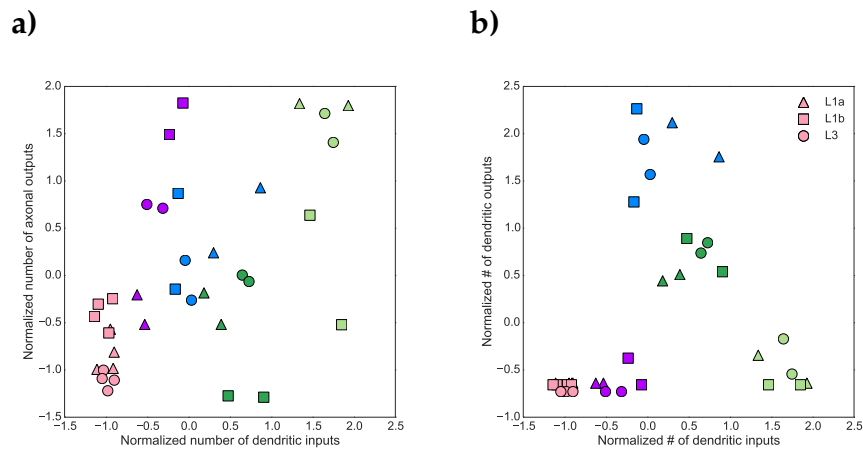 a)
b)
2.0
1.5
1.0
0.5
0.0
−0.5
−1.0
−1.5
−1.5 −1.0 −0.5 0.0 0.5 1.0 1.5 2.0 2.5
Normalized number of axonal outputs
Normalized number of dendritic inputs
2.5
2.0
1.5
1.0
0.5
0.0
−0.5
−1.0
−1.5 −1.0 −0.5 0.0 0.5 1.0 1.5 2.0 2.5
Normalized # of dendritic outputs
Normalized # of dendritic inputs
L1a
L1b
L3